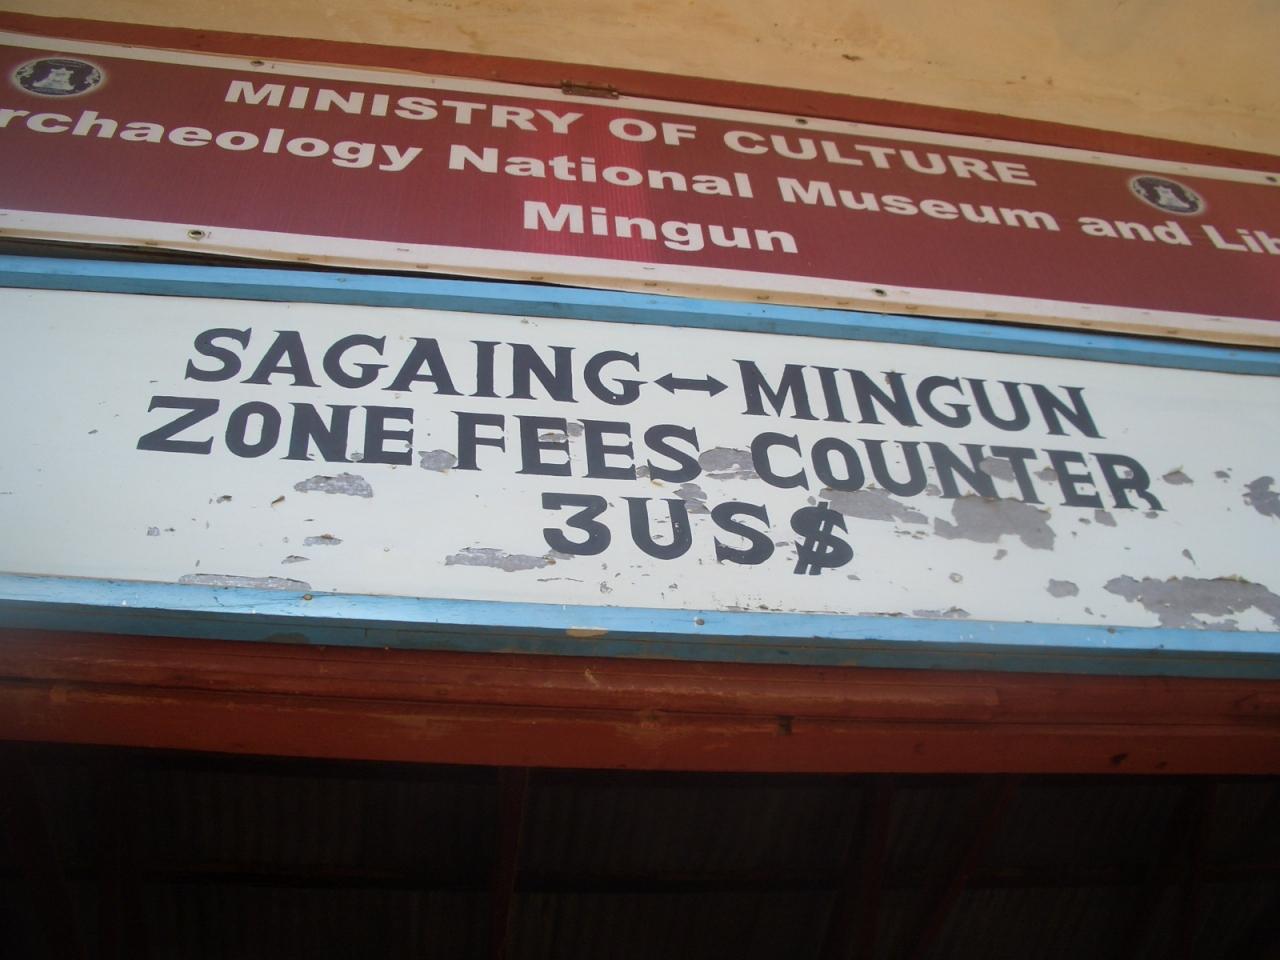 MINISTRY OF CULTURE
rchaeology National Museum and Lib
Mingun
SAGAING↔MINGUN
ZONE FEES COUNTER
3US$